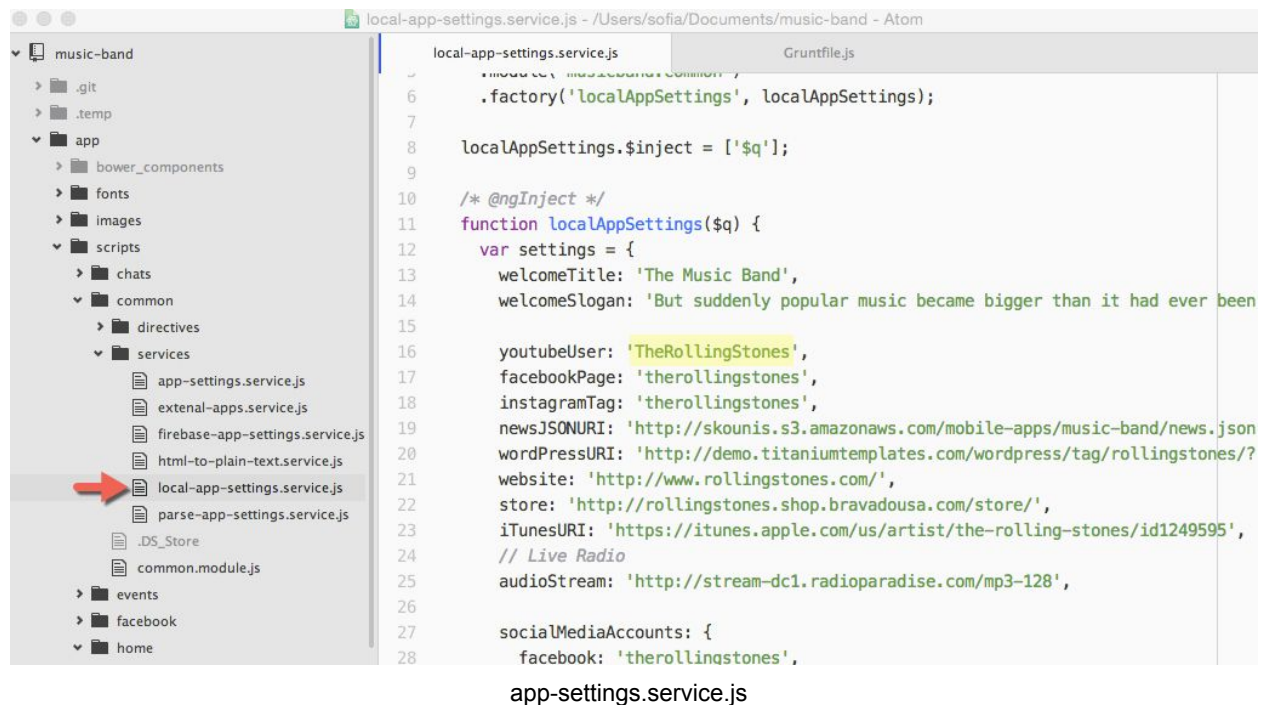 local-app-settings.service.js - /Users/sofia/Documents/music-band - Atom
music-band
.git
.temp
app
bower_components
fonts
images
scripts
chats
common
directives
services
app-settings.service.js
extenal-apps.service.js
firebase-app-settings.service.js
html-to-plain-text.service.js
local-app-settings.service.js
parse-app-settings.service.js
.DS_Store
common.module.js
events
facebook
home
local-app-settings.service.js
Gruntfile.js
5 .module('musicband.common')
6 .factory('localAppSettings', localAppSettings);
7
8 localAppSettings.$inject = ['$q'];
9
10 /* @ngInject */
11 function localAppSettings($q) {
12 var settings = {
13 welcomeTitle: 'The Music Band',
14 welcomeSlogan: 'But suddenly popular music became bigger than it had ever been
15
16 youtubeUser: 'TheRollingStones',
17 facebookPage: 'therollingstones',
18 instagramTag: 'therollingstones',
19 newsJSONURI: 'http://skounis.s3.amazonaws.com/mobile-apps/music-band/news.json
20 wordPressURI: 'http://demo.titaniumtemplates.com/wordpress/tag/rollingstones/?
21 website: 'http://www.rollingstones.com/',
22 store: 'http://rollingstones.shop.bravadousa.com/store/',
23 iTunesURI: 'https://itunes.apple.com/us/artist/the-rolling-stones/id1249595',
24 // Live Radio
25 audioStream: 'http://stream-dc1.radioparadise.com/mp3-128',
26
27 socialMediaAccounts: {
28 facebook: 'therollingstones',
app-settings.service.js